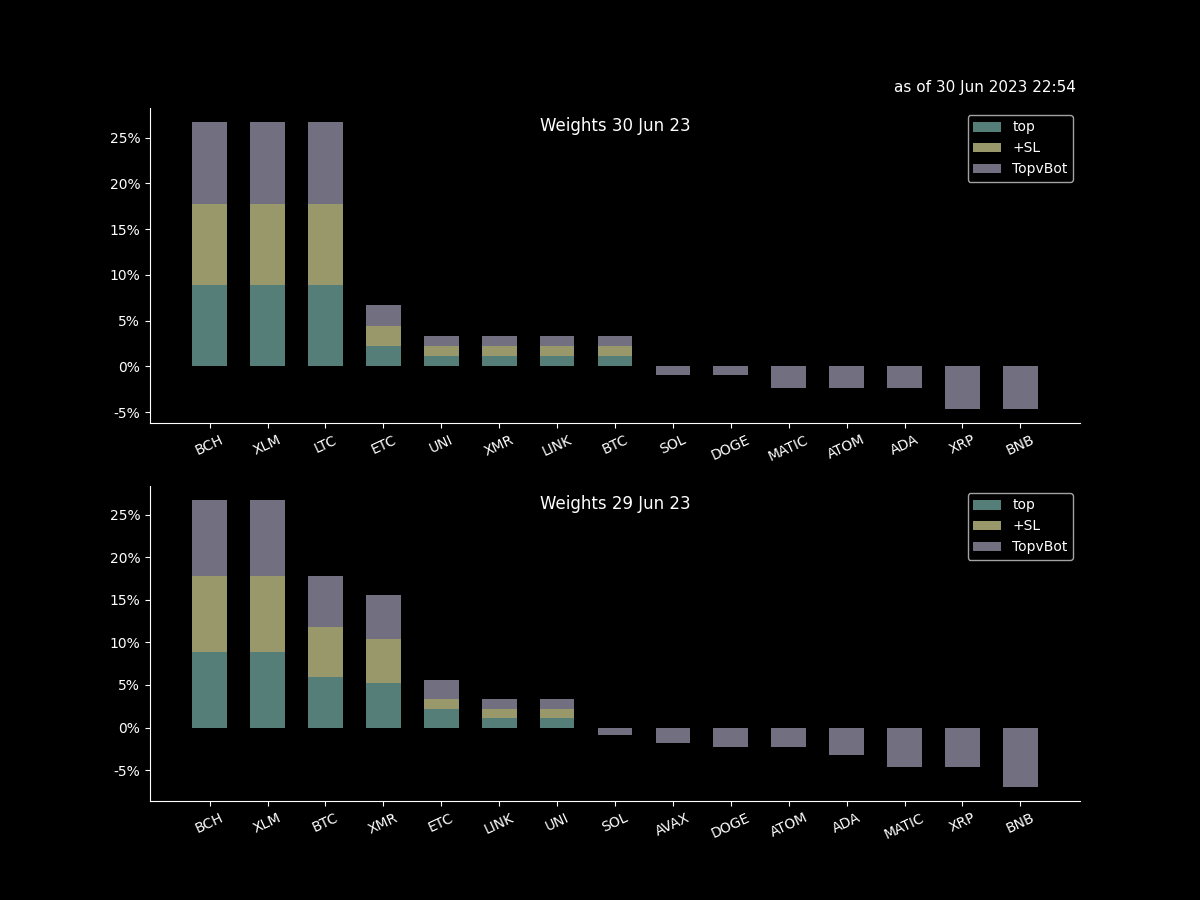 as of 30 Jun 2023 22:54
Weights 30 Jun 23
top
+SL
TopvBot
25%
20%
15%
10%
5%
0%
-5%
BCH XLM LTC ETC UNI XMR LINK BTC SOL DOGE MATIC ATOM ADA XRP BNB
Weights 29 Jun 23
top
+SL
TopvBot
25%
20%
15%
10%
5%
0%
-5%
BCH XLM BTC XMR ETC LINK UNI SOL AVAX DOGE ATOM ADA MATIC XRP BNB